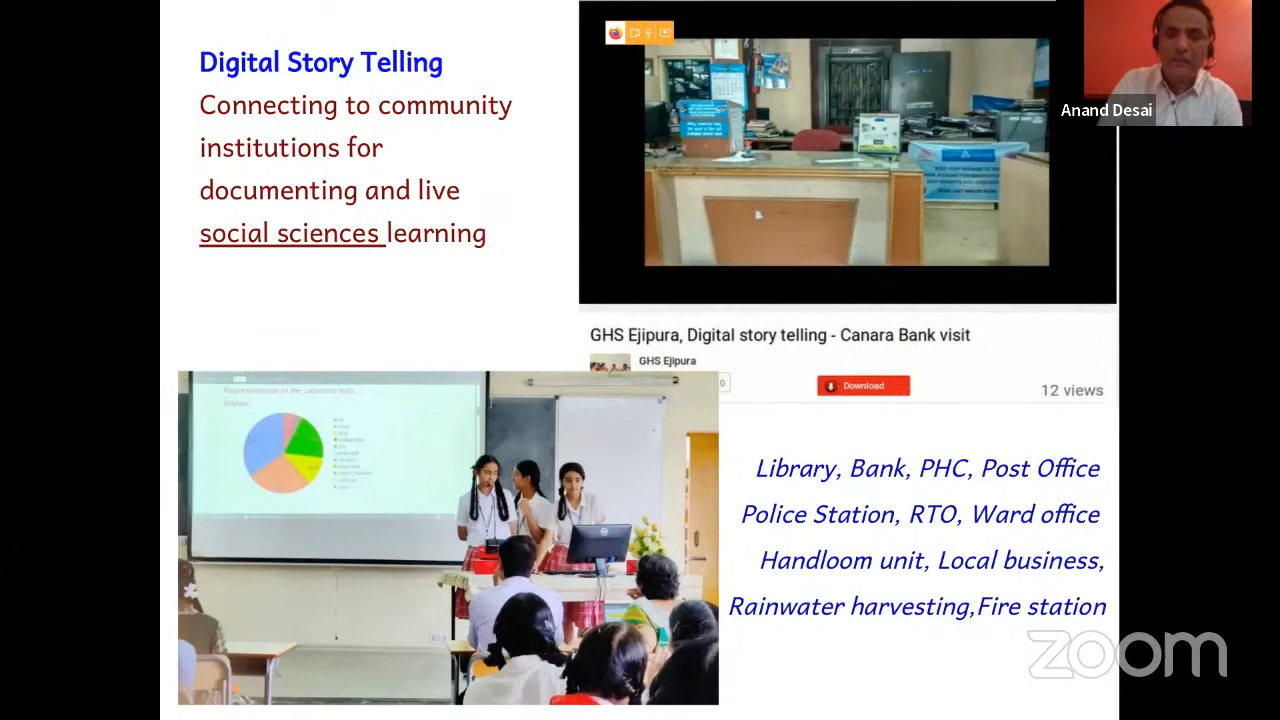 Digital Story Telling
Connecting to community
institutions for
documenting and live
social sciences learning
Anand Desai
GHS Ejipura, Digital story telling - Canara Bank visit
GHS Ejipura
0
Download
12 views
Library, Bank, PHC, Post Office
Police Station, RTO, Ward office
Handloom unit, Local business,
Rainwater harvesting,Fire station
zoom